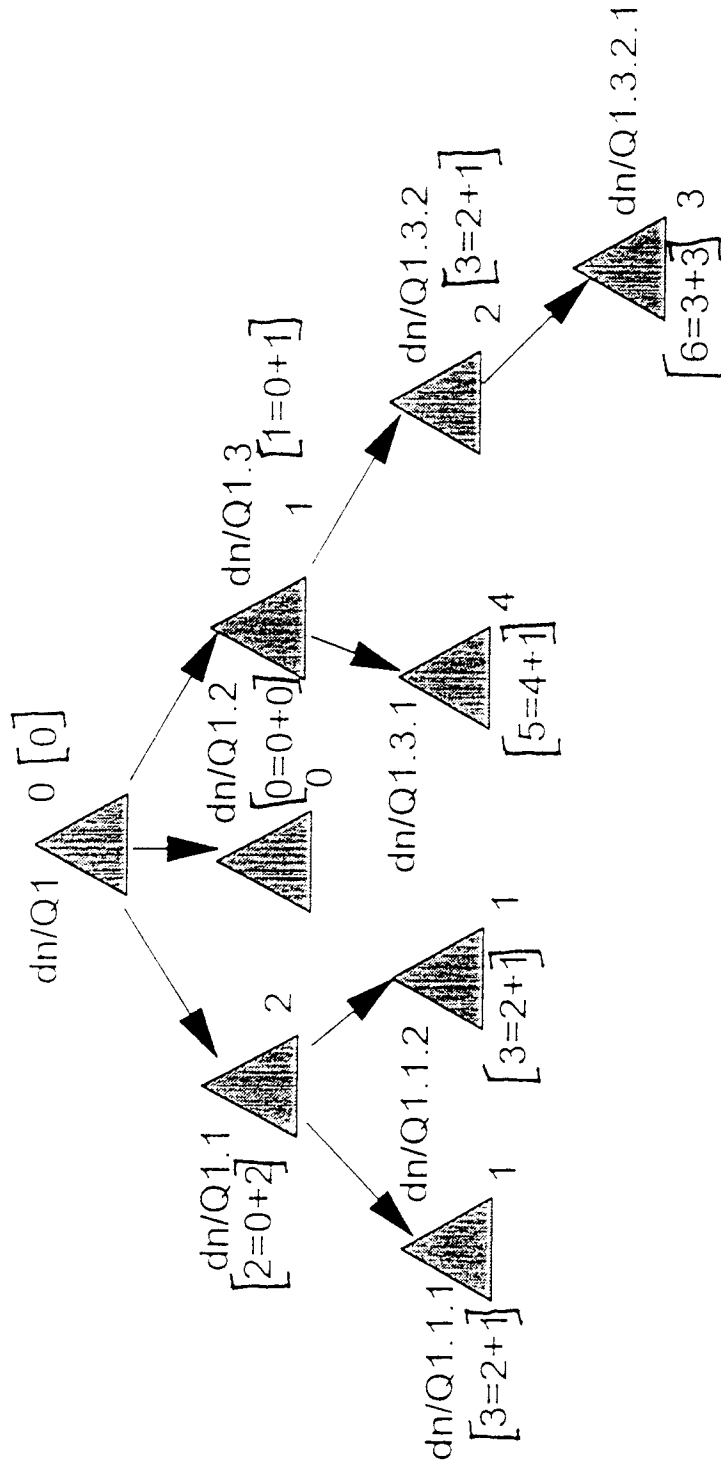 dn/Q1
0 [0]
dn/Q1.1
[2=0+2]
2
dn/Q1.2
[0=0+0]
0
dn/Q1.3
[1=0+1]
1
dn/Q1.1.1
[3=2+1]
1
dn/Q1.1.2
[3=2+1]
1
dn/Q1.3.1
[5=4+1]
4
dn/Q1.3.2
2 [3=2+1]
dn/Q1.3.2.1
[6=3+3]
3